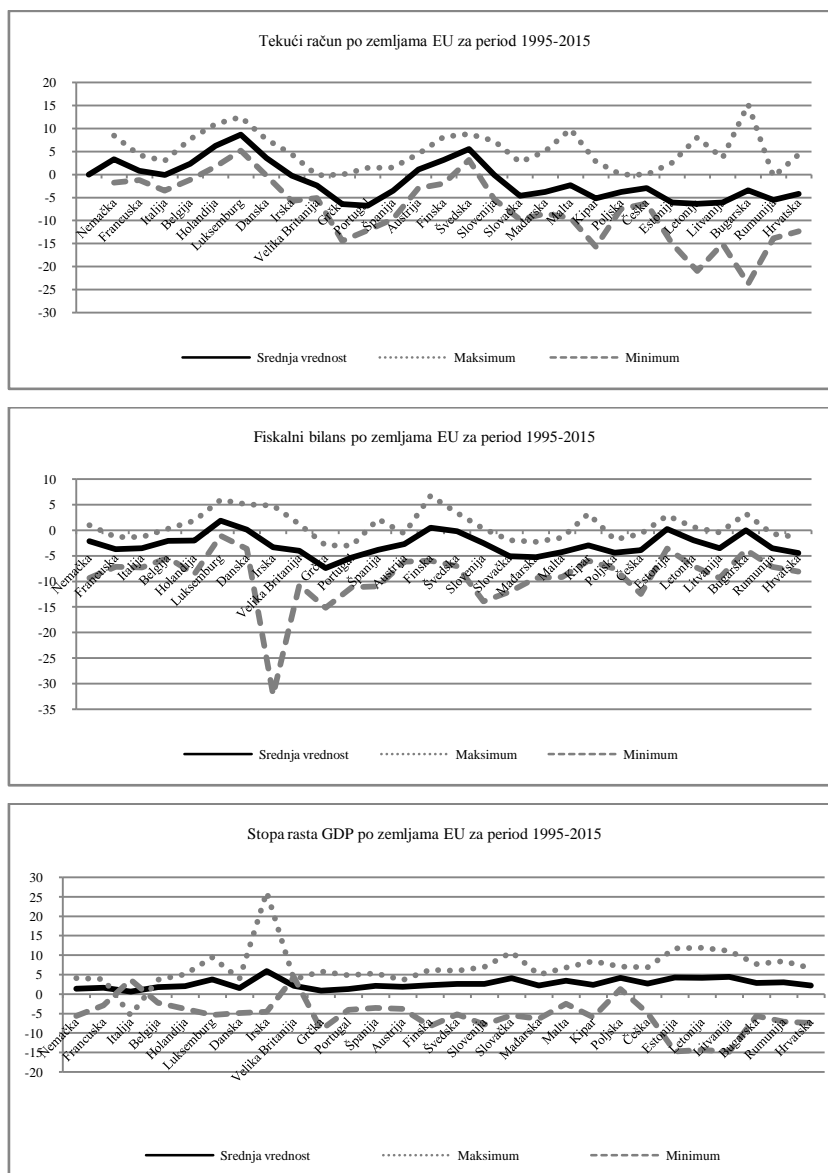 Tekući račun po zemljama EU za period 1995-2015
20
15
10
5
0
-5
-10
-15
-20
-25
-30
Nemačka
Francuska
Italija
Belgija
Holandija
Luksemburg
Danska
Irska
Velika Britanija
Grčka
Portugal
Španija
Austrija
Finska
Švedska
Slovenija
Slovačka
Mađarska
Malta
Kipar
Poljska
Češka
Estonija
Letonija
Litvanija
Bugarska
Rumunija
Hrvatska
Srednja vrednost Maksimum Minimum
Fiskalni bilans po zemljama EU za period 1995-2015
10
5
0
-5
-10
-15
-20
-25
-30
-35
Nemačka
Francuska
Italija
Belgija
Holandija
Luksemburg
Danska
Irska
Velika Britanija
Grčka
Portugal
Španija
Austrija
Finska
Švedska
Slovenija
Slovačka
Mađarska
Malta
Kipar
Poljska
Češka
Estonija
Letonka
Litvanija
Bugarska
Rumunija
Hrvatska
Srednja vrednost Maksimum Minimum
Stopa rasta GDP po zemljama EU za period 1995-2015
30
25
20
15
10
5
0
-5
-10
-15
-20
Nemačka
Francuska
Italija
Belgija
Holandija
Luksemburg
Danska
Irska
Velika Britanija
Grčka
Portugal
Španija
Austrija
Finska
Švedska
Slovenija
Slovačka
Mađarska
Malta
Kipar
Poljska
Češka
Estonija
Letonija
Litvanija
Bugarska
Rumunija
Hrvatska
Srednja vrednost Maksimum Minimum